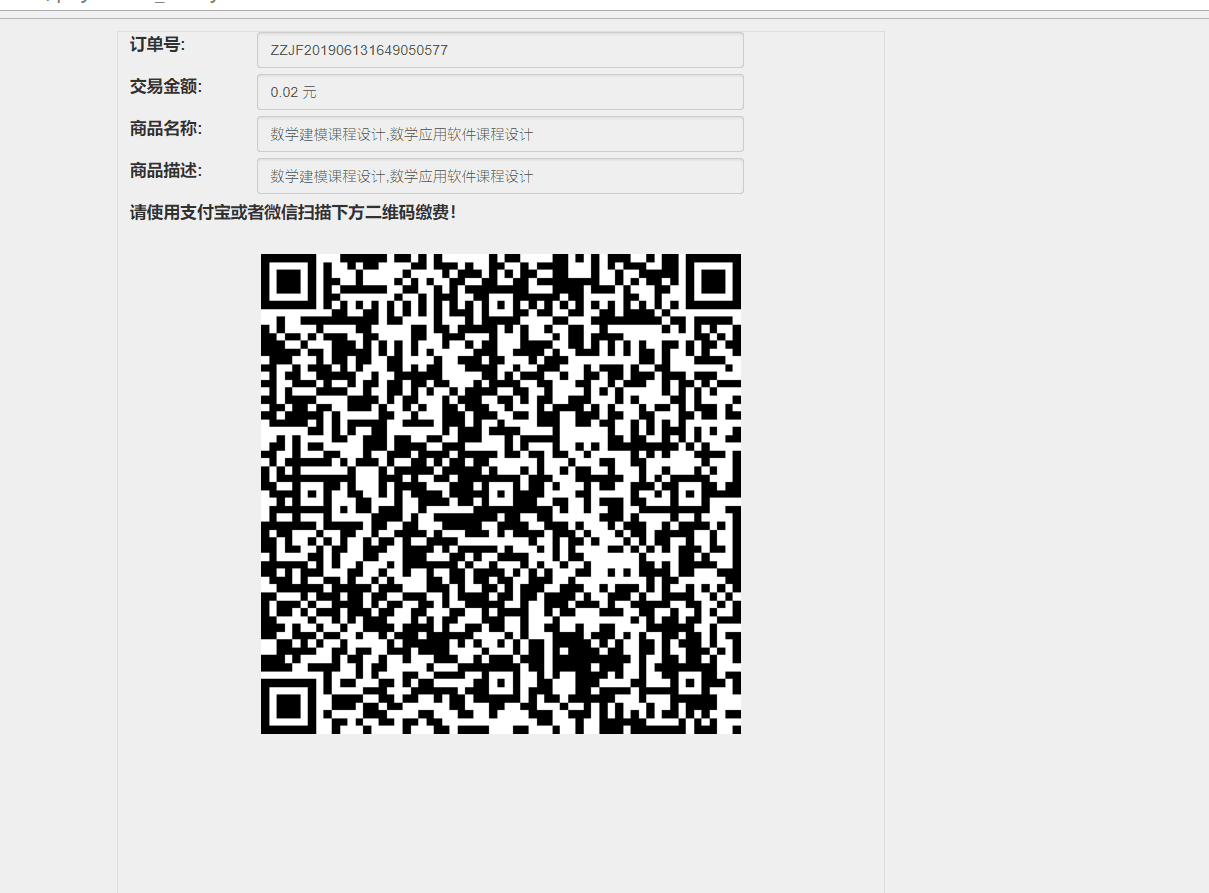 订单号:
ZZJF201906131649050577
交易金额:
0.02 元
商品名称:
数学建模课程设计,数学应用软件课程设计
商品描述:
数学建模课程设计,数学应用软件课程设计
请使用支付宝或者微信扫描下方二维码缴费!